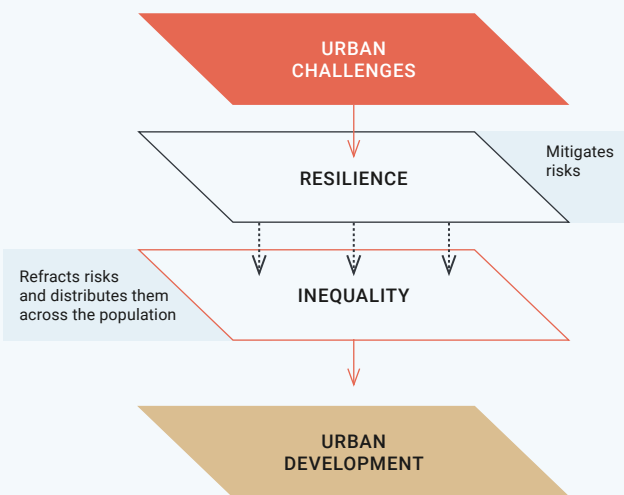 URBAN
CHALLENGES
Mitigates
risks
RESILIENCE
Refracts risks
and distributes them
across the population
INEQUALITY
URBAN
DEVELOPMENT